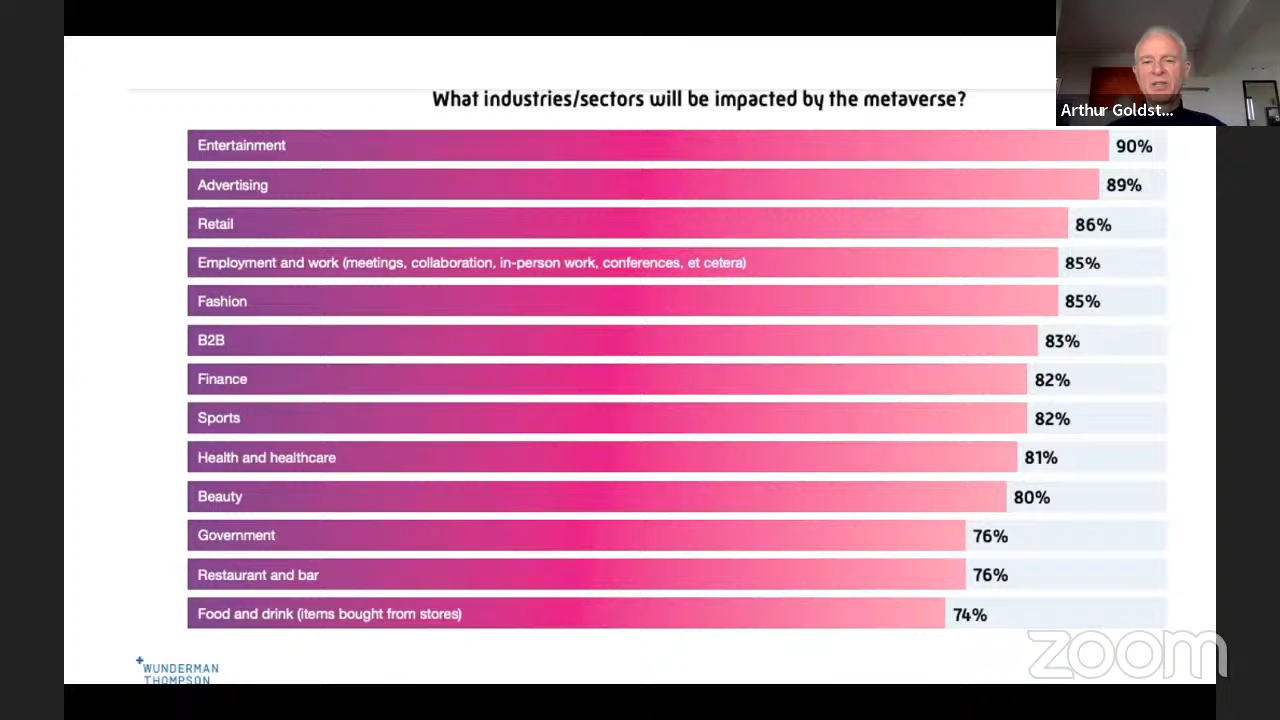 What industries/sectors will be impacted by the metaverse?
Arthur Goldst...
Entertainment 90%
Advertising 89%
Retail 86%
Employment and work (meetings, collaboration, in-person work, conferences, et cetera) 85%
Fashion 85%
B2B 83%
Finance 82%
Sports 82%
Health and healthcare 81%
Beauty 80%
Government 76%
Restaurant and bar 76%
Food and drink (items bought from stores) 74%
WUNDERMAN
THOMPSON
zoom